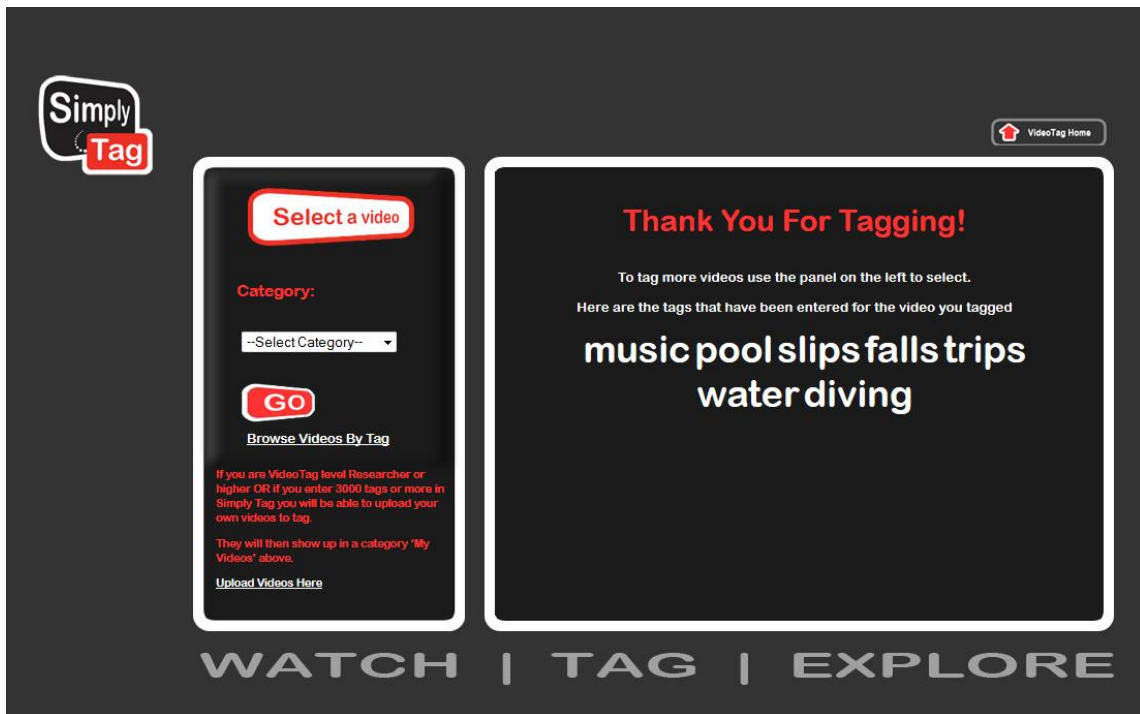 Simply
Tag
VideoTag Home
Select a video
Category:
--Select Category--
GO
Browse Videos By Tag
If you are VideoTag level Researcher or
higher OR if you enter 3000 tags or more in
Simply Tag you will be able to upload your
own videos to tag.
They will then show up in a category 'My
Videos' above.
Upload Videos Here
Thank You For Tagging!
To tag more videos use the panel on the left to select.
Here are the tags that have been entered for the video you tagged
music pool slips falls trips
water diving
WATCH | TAG | EXPLORE